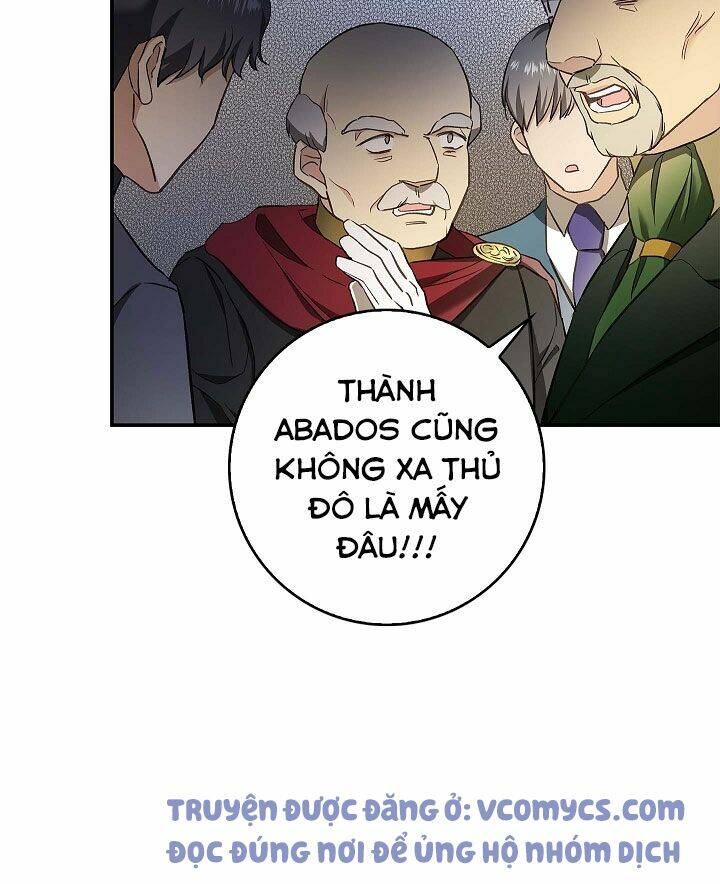 THÀNH
ABADOS CŨNG
KHÔNG XA THỦ
ĐÔ LÀ MẤY
ĐÂU!!!
TRUYỆN ĐƯỢC ĐĂNG Ở: VCOMYCS.COM
ĐỌC ĐÚNG NƠI ĐỂ ỦNG HỘ NHÓM DỊCH